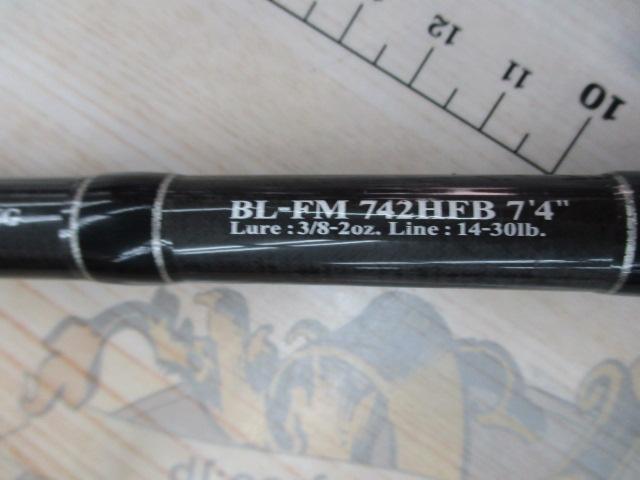 12
11
10
G
BL-FM 742HFB 7'4"
Lure : 3/8-2oz. Line : 14-30lb.